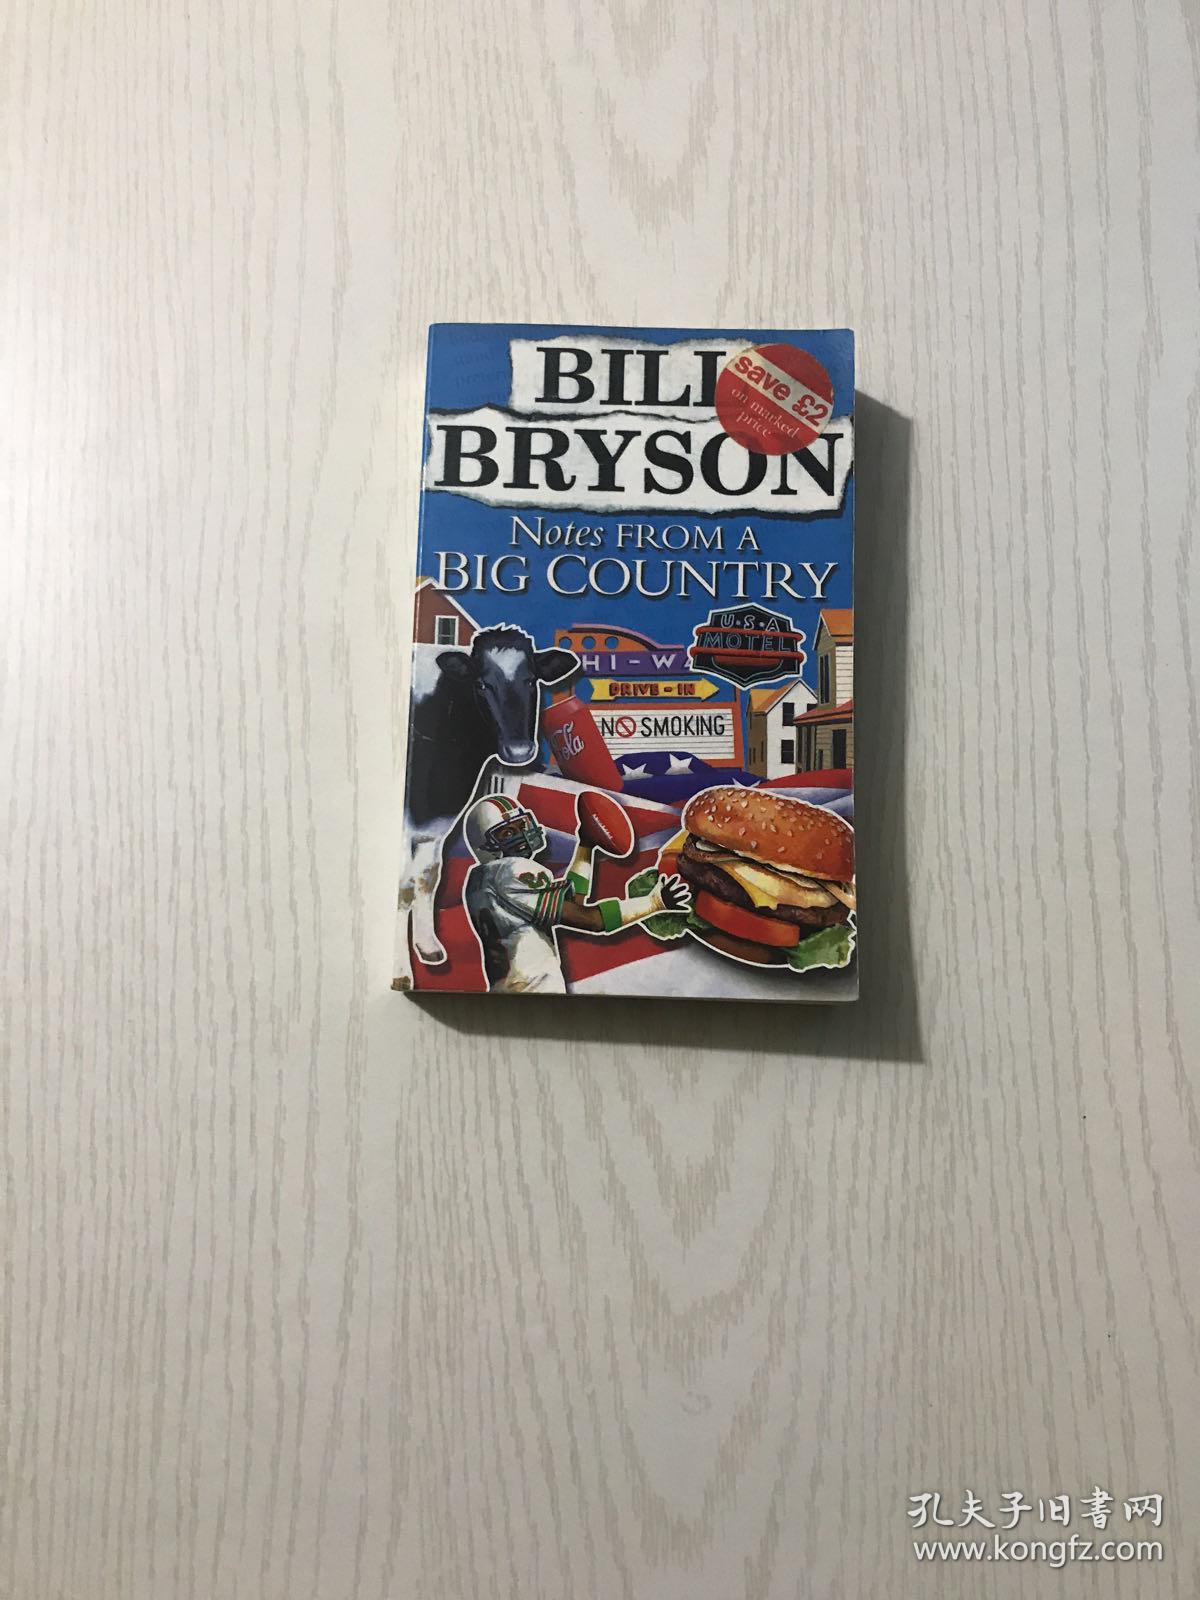 BILL
save £2
on marked
price
BRYSON
Notes FROM A
BIG COUNTRY
U·S·A
MOTEL
HI-WA
DRIVE-IN
NO SMOKING
Cola
孔夫子旧書网
www.kongfz.com